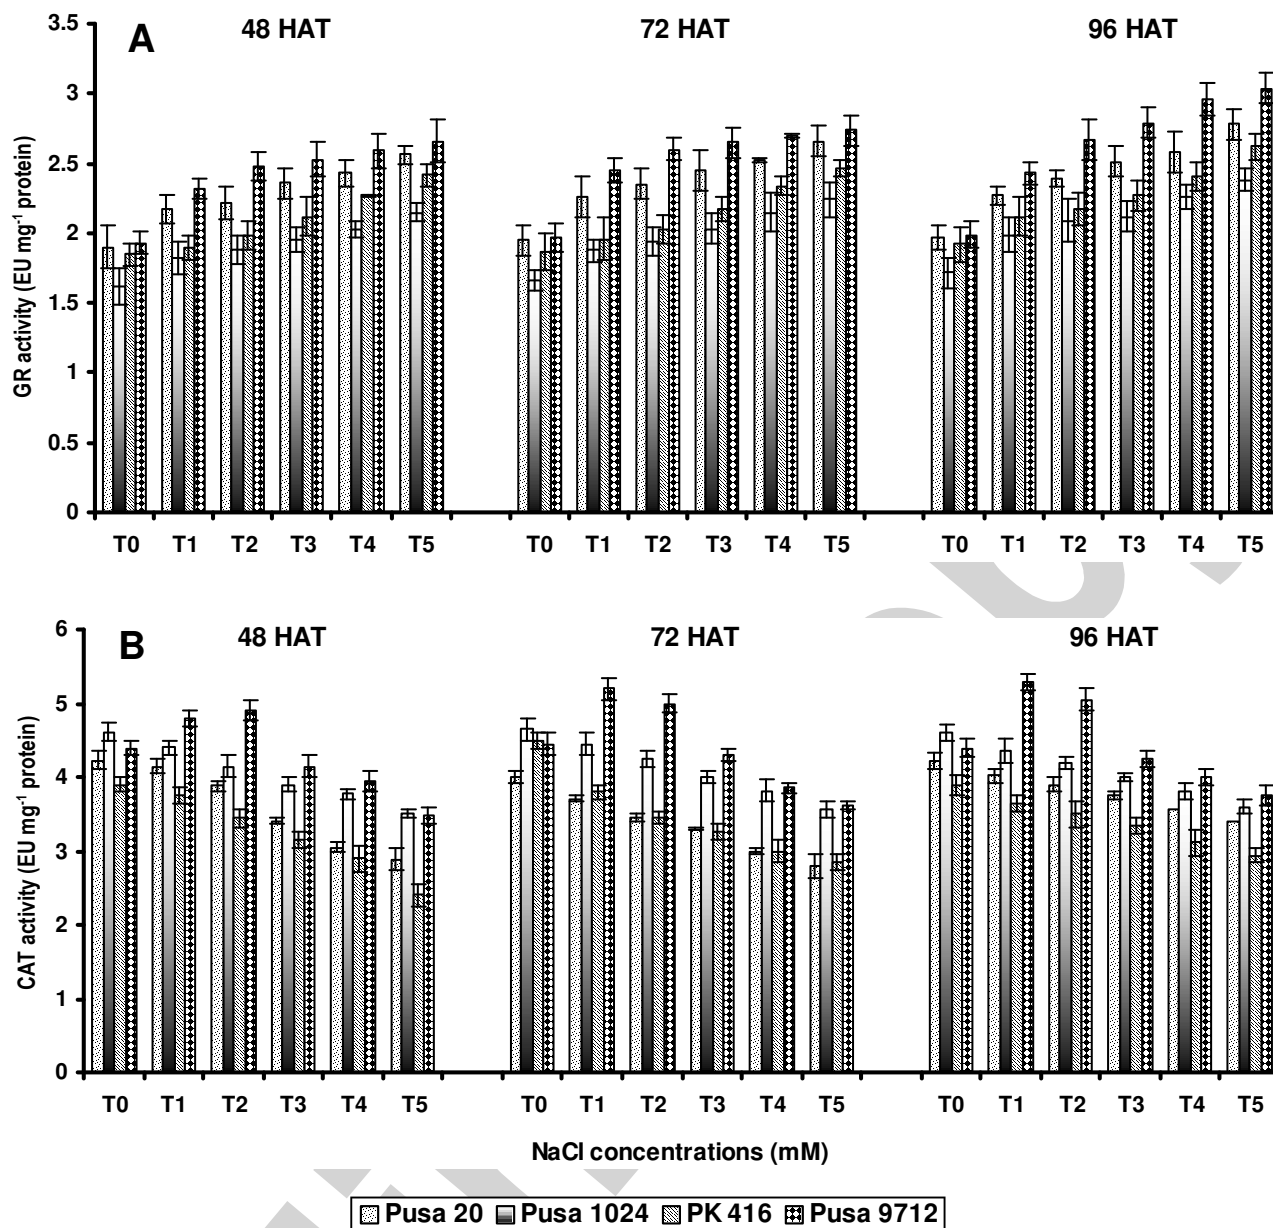 A
48 HAT
72 HAT
96 HAT
GR activity (EU mg⁻¹ protein)
3.5
3
2.5
2
1.5
1
0.5
0
T0 T1 T2 T3 T4 T5 T0 T1 T2 T3 T4 T5 T0 T1 T2 T3 T4 T5
B
48 HAT
72 HAT
96 HAT
CAT activity (EU mg⁻¹ protein)
6
5
4
3
2
1
0
T0 T1 T2 T3 T4 T5 T0 T1 T2 T3 T4 T5 T0 T1 T2 T3 T4 T5
NaCl concentrations (mM)
Pusa 20 Pusa 1024 PK 416 Pusa 9712